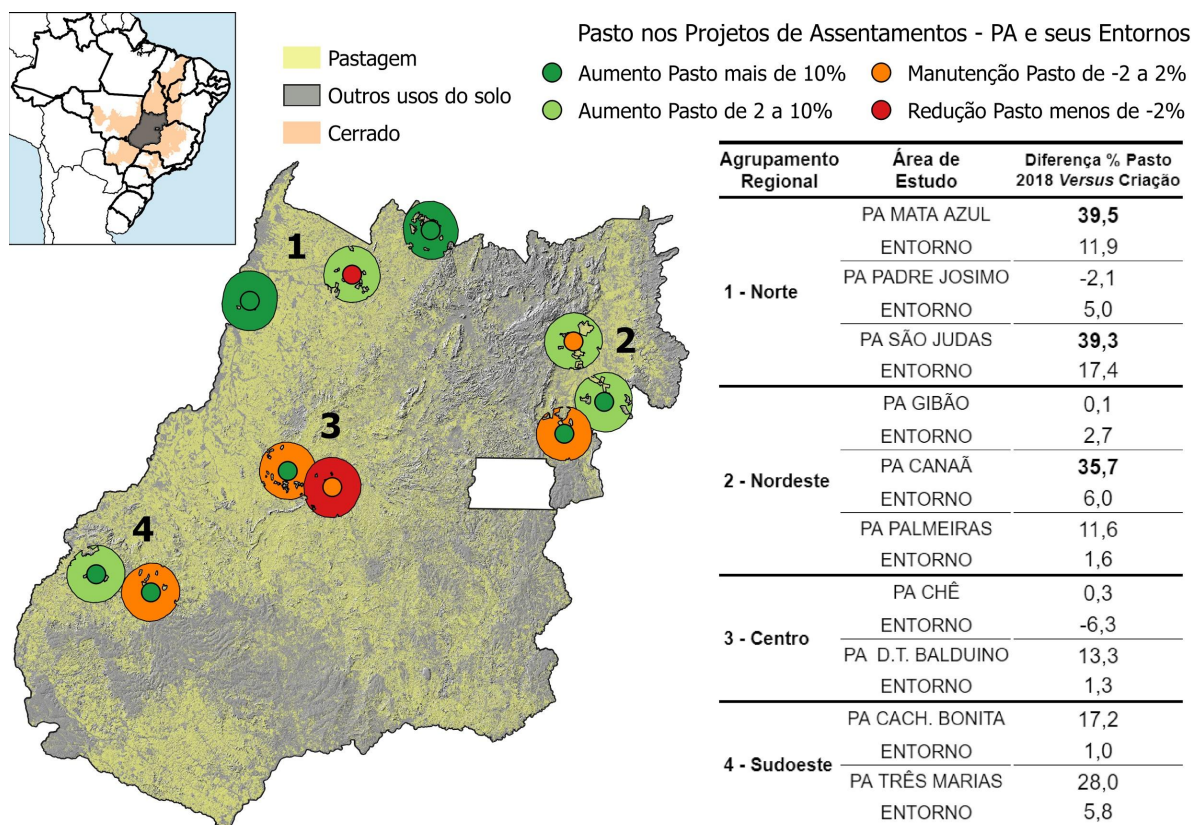 Pastagem
Outros usos do solo
Cerrado
Pasto nos Projetos de Assentamentos - PA e seus Entornos
Aumento Pasto mais de 10%
Manutenção Pasto de -2 a 2%
Aumento Pasto de 2 a 10%
Redução Pasto menos de -2%
1
2
3
4
Agrupamento Regional
Área de Estudo
Diferença % Pasto 2018 Versus Criação
1 - Norte
PA MATA AZUL 39,5
ENTORNO 11,9
PA PADRE JOSIMO -2,1
ENTORNO 5,0
PA SÃO JUDAS 39,3
ENTORNO 17,4
2 - Nordeste
PA GIBÃO 0,1
ENTORNO 2,7
PA CANAÃ 35,7
ENTORNO 6,0
PA PALMEIRAS 11,6
ENTORNO 1,6
3 - Centro
PA CHÊ 0,3
ENTORNO -6,3
PA D.T. BALDUINO 13,3
ENTORNO 1,3
4 - Sudoeste
PA CACH. BONITA 17,2
ENTORNO 1,0
PA TRÊS MARIAS 28,0
ENTORNO 5,8